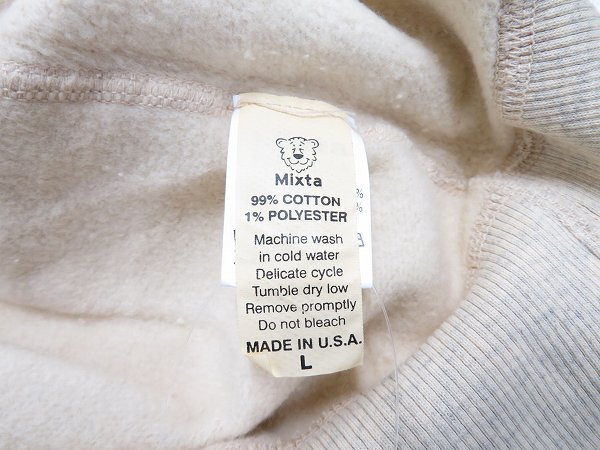 Mixta
99% COTTON
1% POLYESTER
Machine wash
in cold water
Delicate cycle
Tumble dry low
Remove promptly
Do not bleach
MADE IN U.S.A.
L
%
%